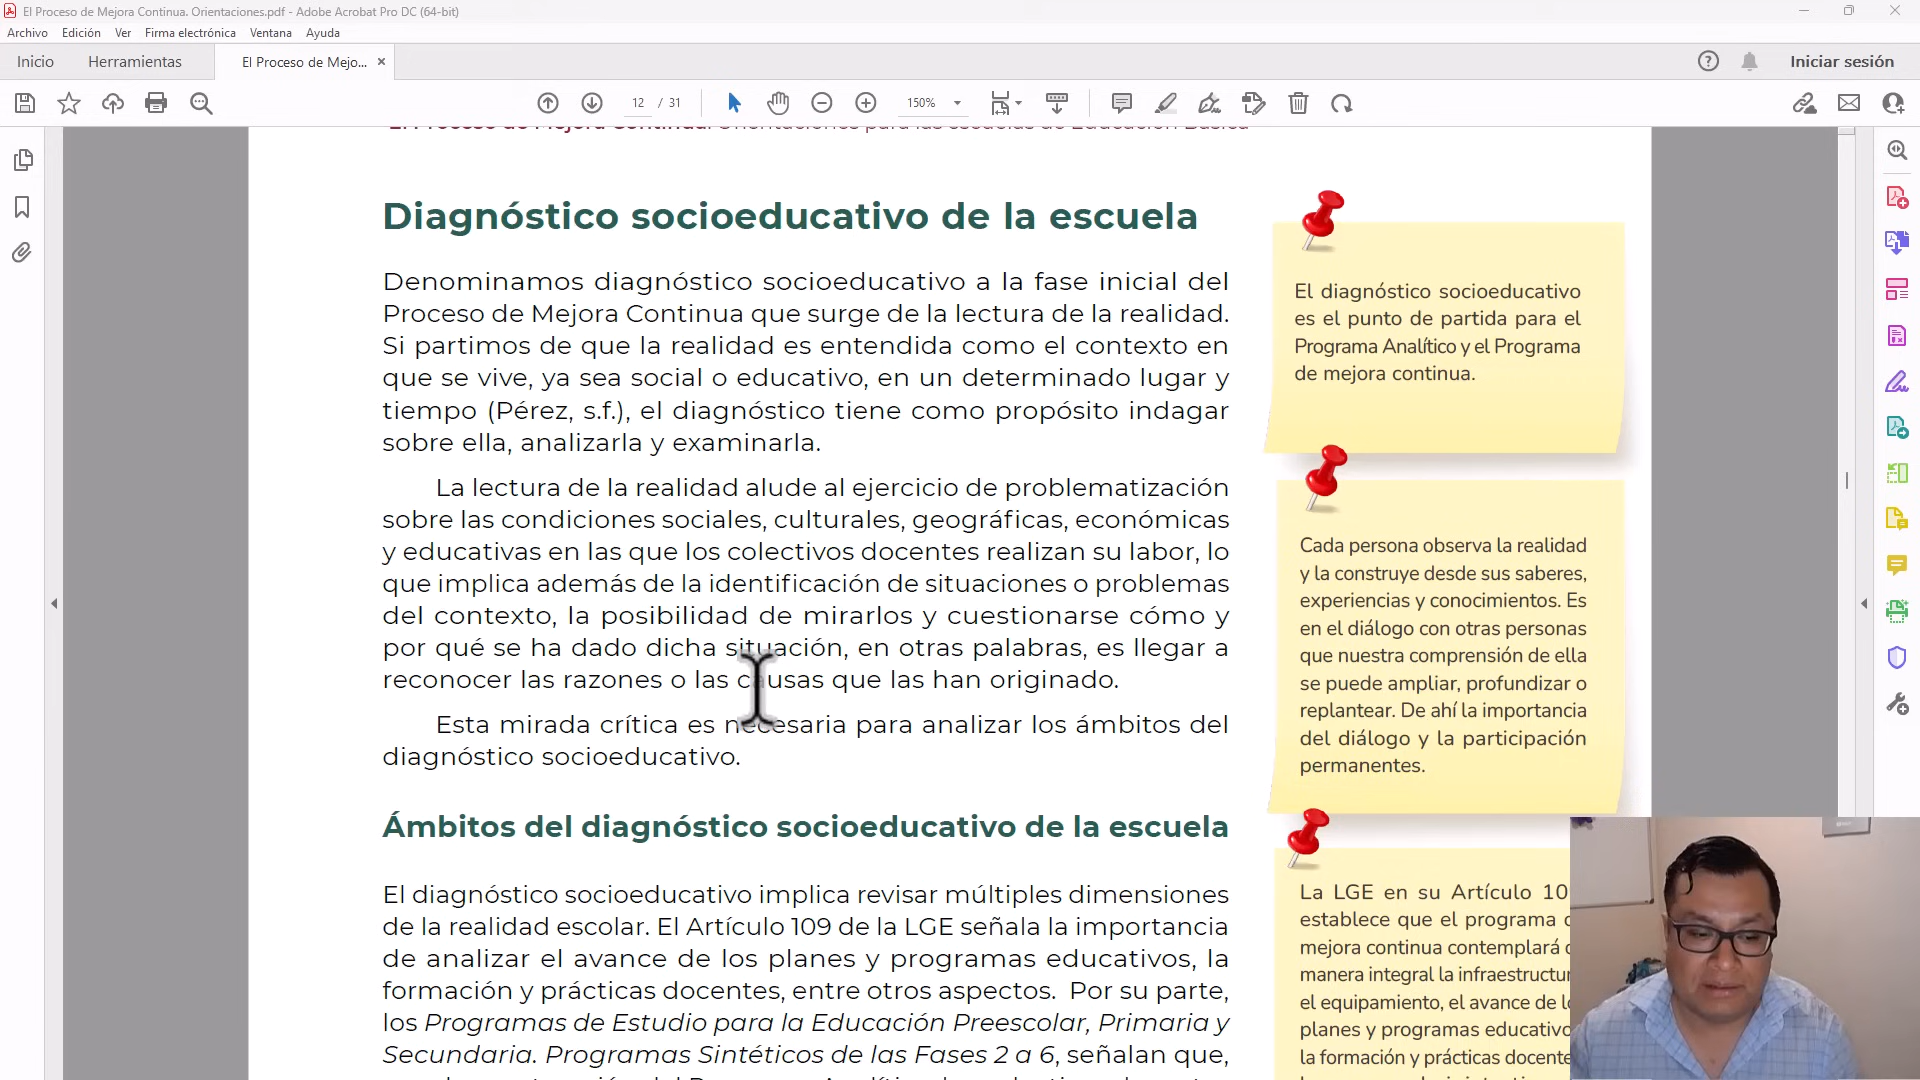 El Proceso de Mejora Continua. Orientaciones.pdf - Adobe Acrobat Pro DC (64-bit)
Archivo Edición Ver Firma electrónica Ventana Ayuda
Inicio Herramientas El Proceso de Mejo... Iniciar sesión
12 / 31 150%
El Proceso de Mejora Continua. Orientaciones para las escuelas de Educación Básica
Diagnóstico socioeducativo de la escuela
Denominamos diagnóstico socioeducativo a la fase inicial del
Proceso de Mejora Continua que surge de la lectura de la realidad.
Si partimos de que la realidad es entendida como el contexto en
que se vive, ya sea social o educativo, en un determinado lugar y
tiempo (Pérez, s.f.), el diagnóstico tiene como propósito indagar
sobre ella, analizarla y examinarla.
La lectura de la realidad alude al ejercicio de problematización
sobre las condiciones sociales, culturales, geográficas, económicas
y educativas en las que los colectivos docentes realizan su labor, lo
que implica además de la identificación de situaciones o problemas
del contexto, la posibilidad de mirarlos y cuestionarse cómo y
por qué se ha dado dicha situación, en otras palabras, es llegar a
reconocer las razones o las causas que las han originado.
Esta mirada crítica es necesaria para analizar los ámbitos del
diagnóstico socioeducativo.
Ámbitos del diagnóstico socioeducativo de la escuela
El diagnóstico socioeducativo implica revisar múltiples dimensiones
de la realidad escolar. El Artículo 109 de la LGE señala la importancia
de analizar el avance de los planes y programas educativos, la
formación y prácticas docentes, entre otros aspectos. Por su parte,
los Programas de Estudio para la Educación Preescolar, Primaria y
Secundaria. Programas Sintéticos de las Fases 2 a 6, señalan que,
El diagnóstico socioeducativo
es el punto de partida para el
Programa Analítico y el Programa
de mejora continua.
Cada persona observa la realidad
y la construye desde sus saberes,
experiencias y conocimientos. Es
en el diálogo con otras personas
que nuestra comprensión de ella
se puede ampliar, profundizar o
replantear. De ahí la importancia
del diálogo y la participación
permanentes.
La LGE en su Artículo 10
establece que el programa
mejora continua contemplará
manera integral la infraestructu
el equipamiento, el avance de
planes y programas educativo
la formación y prácticas docente